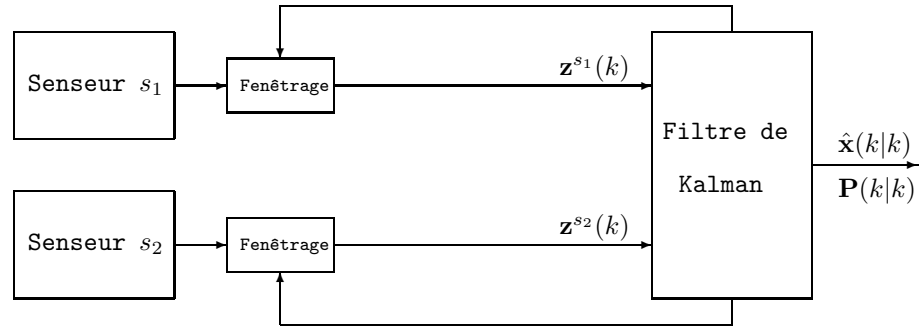 Senseur s₁
Fenêtrage
𝐳^{s₁}(k)
Filtre de
Kalman
𝐱̂(k|k)
𝐏(k|k)
Senseur s₂
Fenêtrage
𝐳^{s₂}(k)